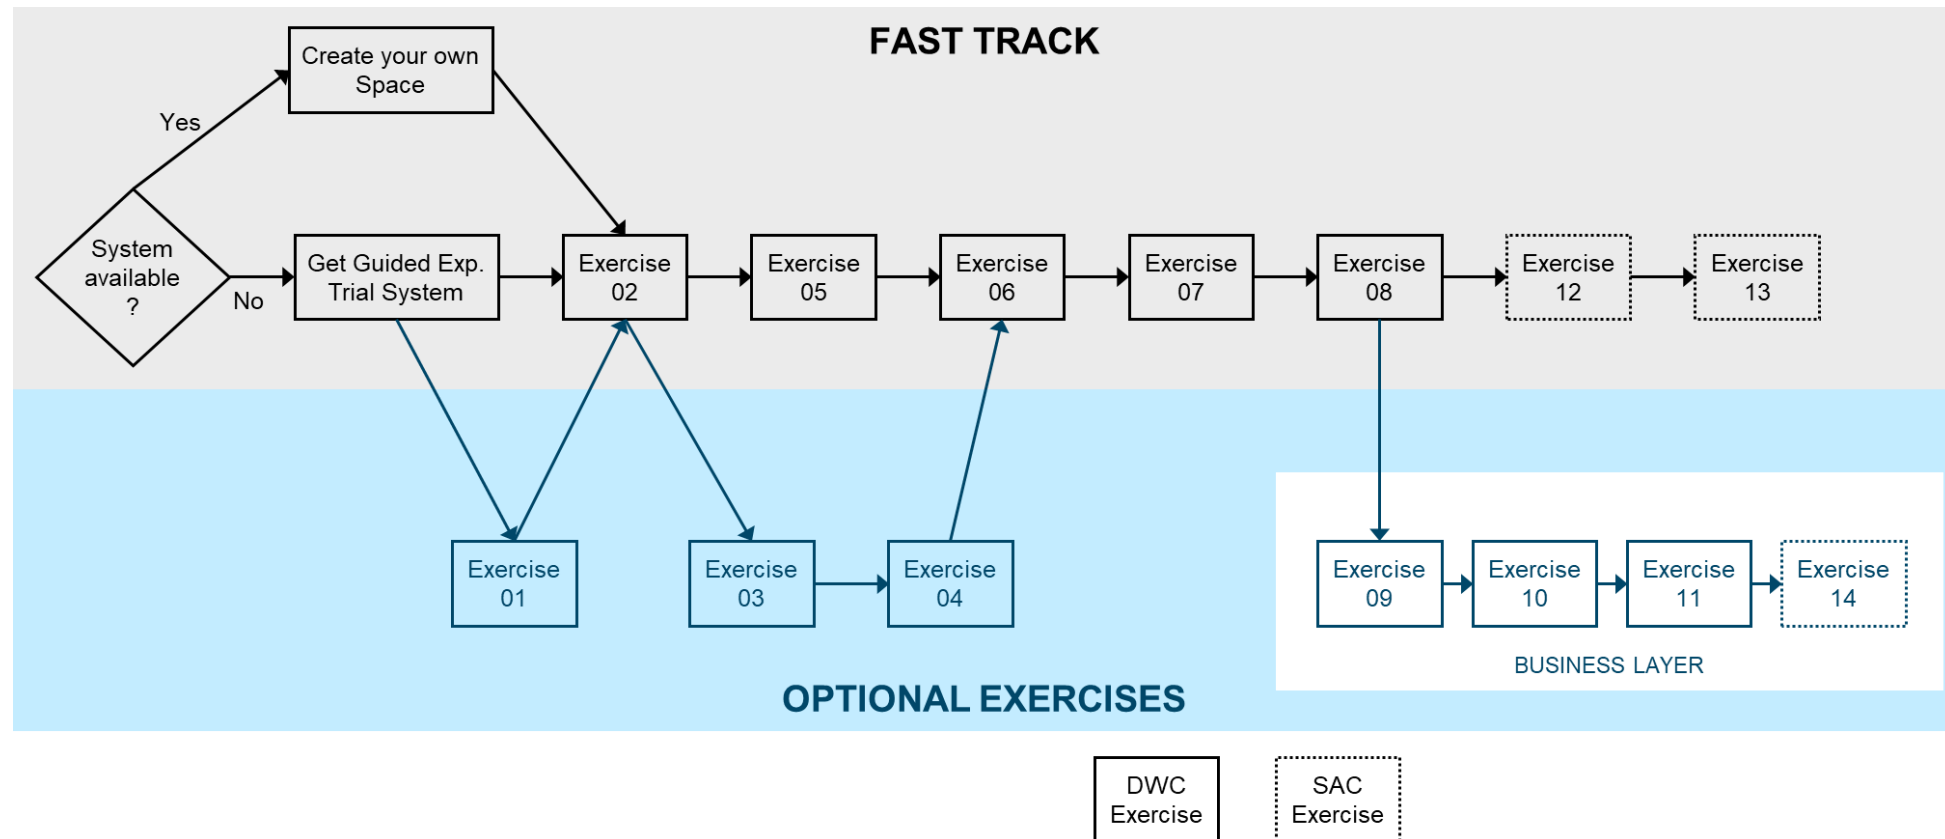 FAST TRACK
Create your own
Space
Yes
System
available
?
No
Get Guided Exp.
Trial System
Exercise
02
Exercise
05
Exercise
06
Exercise
07
Exercise
08
Exercise
12
Exercise
13
Exercise
01
Exercise
03
Exercise
04
Exercise
09
Exercise
10
Exercise
11
Exercise
14
BUSINESS LAYER
OPTIONAL EXERCISES
DWC
Exercise
SAC
Exercise